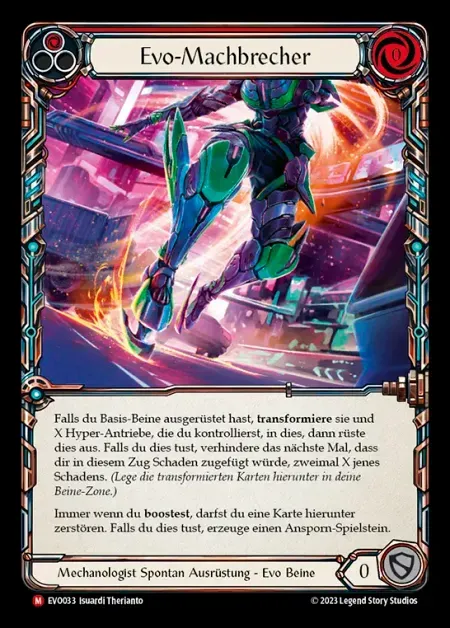 Evo-Machbrecher
0
Falls du Basis-Beine ausgerüstet hast, transformiere sie und
X Hyper-Antriebe, die du kontrollierst, in dies, dann rüste
dies aus. Falls du dies tust, verhindere das nächste Mal, dass
dir in diesem Zug Schaden zugefügt würde, zweimal X jenes
Schadens. (Lege die transformierten Karten hierunter in deine
Beine-Zone.)
Immer wenn du boostest, darfst du eine Karte hierunter
zerstören. Falls du dies tust, erzeuge einen Ansporn-Spielstein.
Mechanologist Spontan Ausrüstung - Evo Beine
0
M EVO033 Isuardi Therianto
© 2023 Legend Story Studios